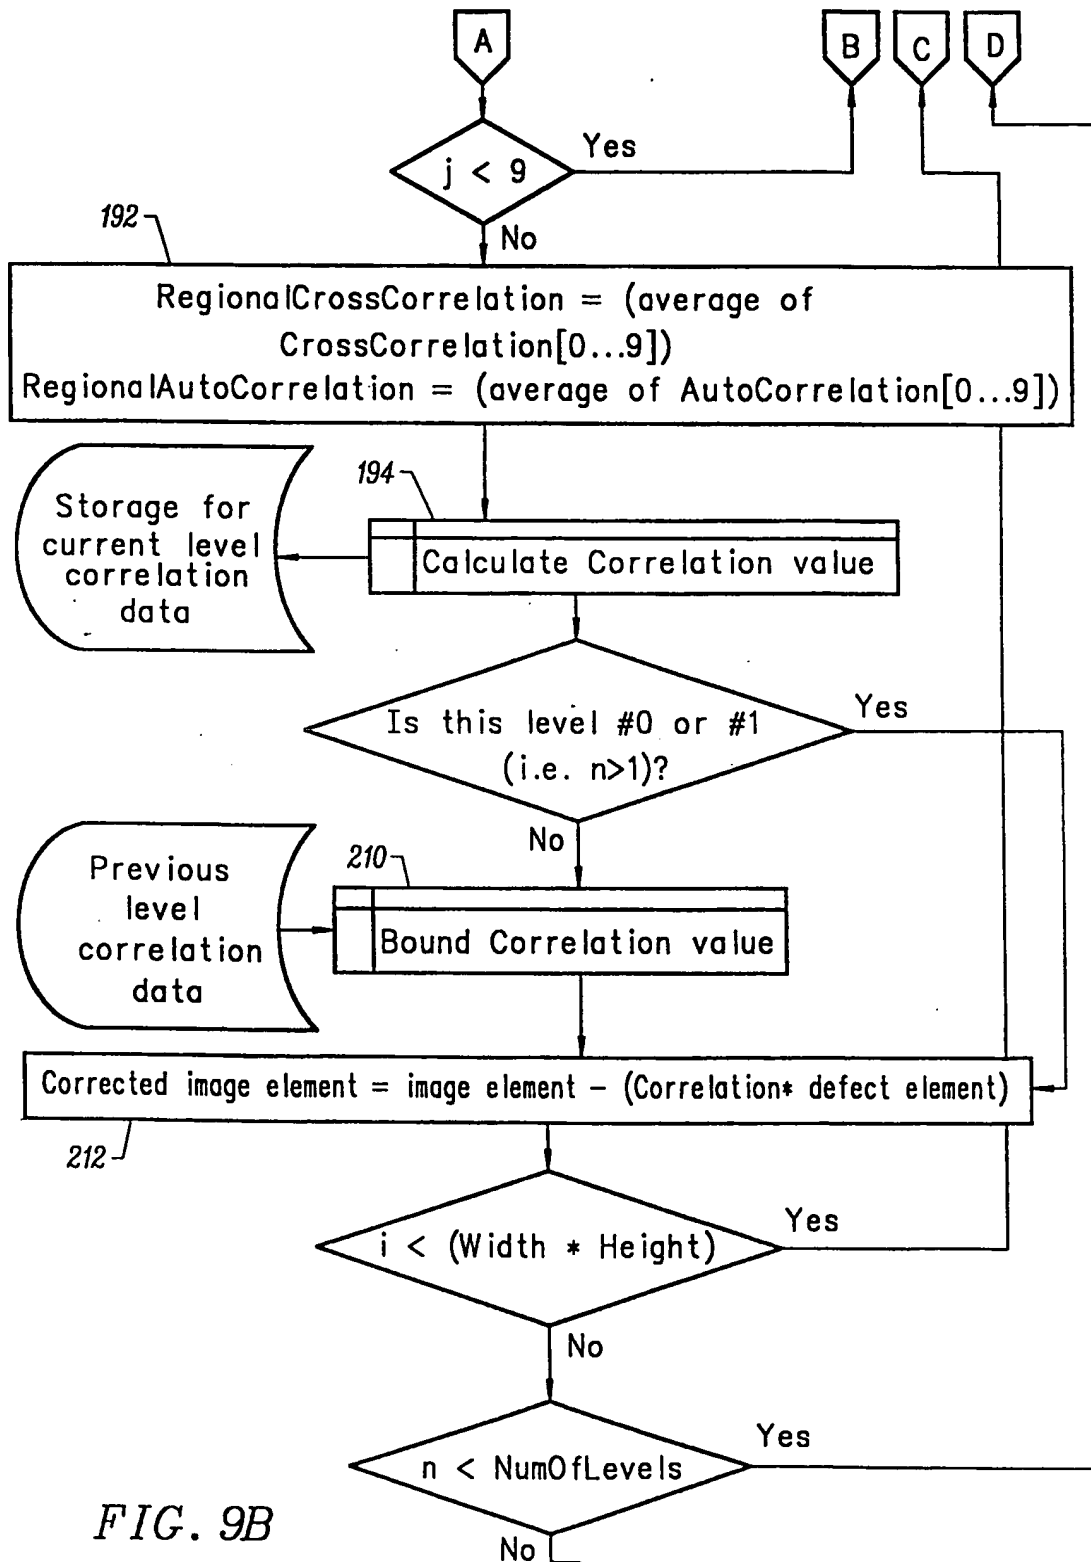 A
B
C
D
j < 9
Yes
No
192
RegionalCrossCorrelation = (average of
CrossCorrelation[0...9])
RegionalAutoCorrelation = (average of AutoCorrelation[0...9])
Storage for
current level
correlation
data
194
Calculate Correlation value
Is this level #0 or #1
(i.e. n>1)?
Yes
No
Previous
level
correlation
data
210
Bound Correlation value
Corrected image element = image element - (Correlation* defect element)
212
i < (Width * Height)
Yes
No
n < NumOfLevels
Yes
No
FIG. 9B